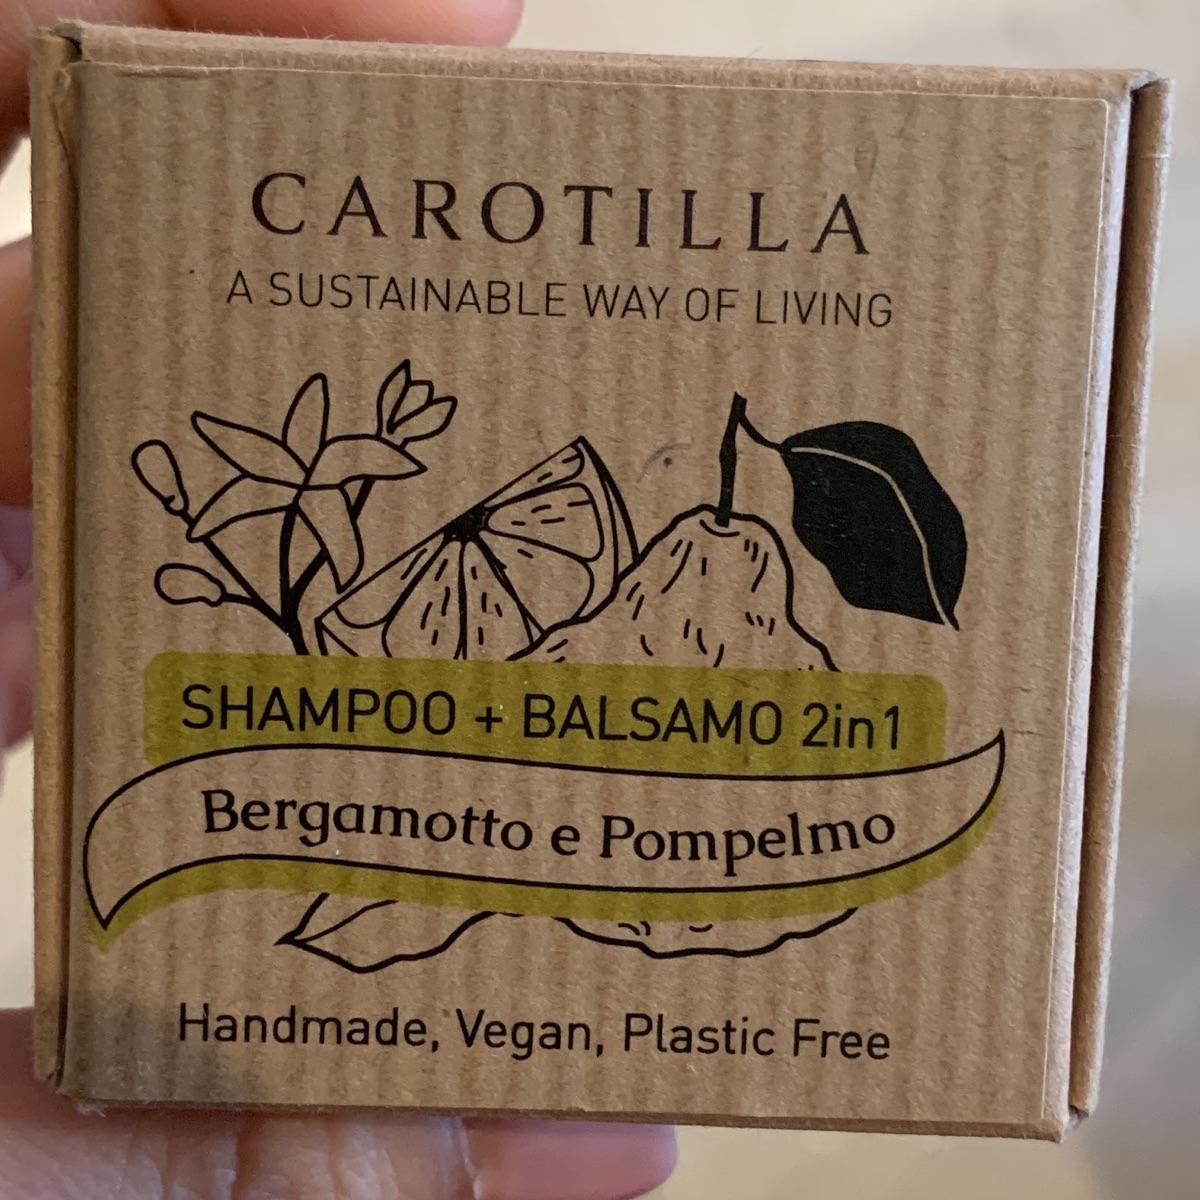 CAROTILLA
A SUSTAINABLE WAY OF LIVING
SHAMPOO + BALSAMO 2in1
Bergamotto e Pompelmo
Handmade, Vegan, Plastic Free